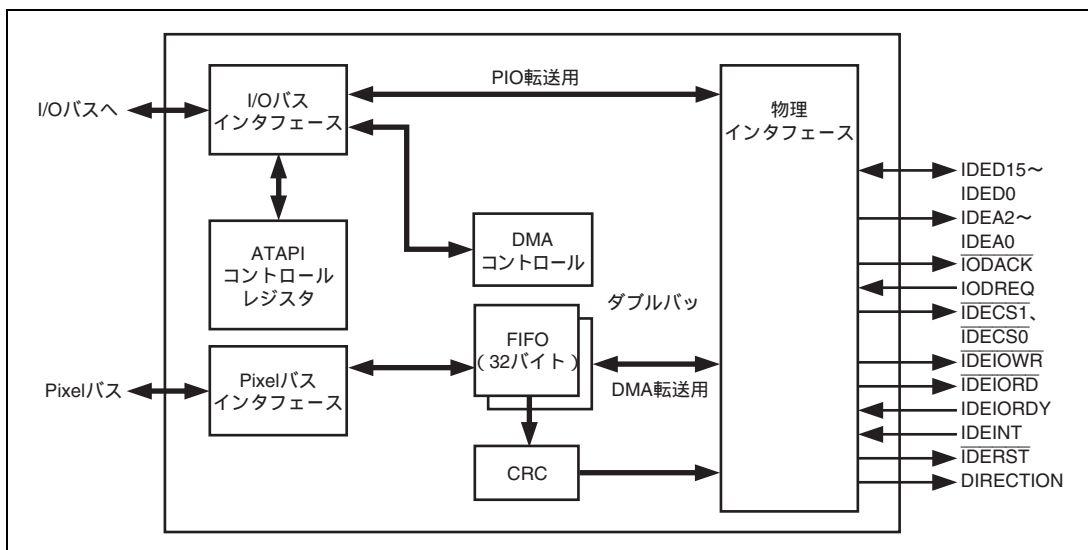 PIO転送用
I/Oバスへ
I/Oバス
インタフェース
物理
インタフェース
ATAPI
コントロール
レジスタ
DMA
コントロール
ダブルバッ
FIFO
(32バイト)
DMA転送用
Pixelバス
Pixelバス
インタフェース
CRC
IDED15～
IDED0
IDEA2～
IDEA0
IODACK
IODREQ
IDECS1、
IDECS0
IDEIOWR
IDEIORD
IDEIORDY
IDEINT
IDERST
DIRECTION